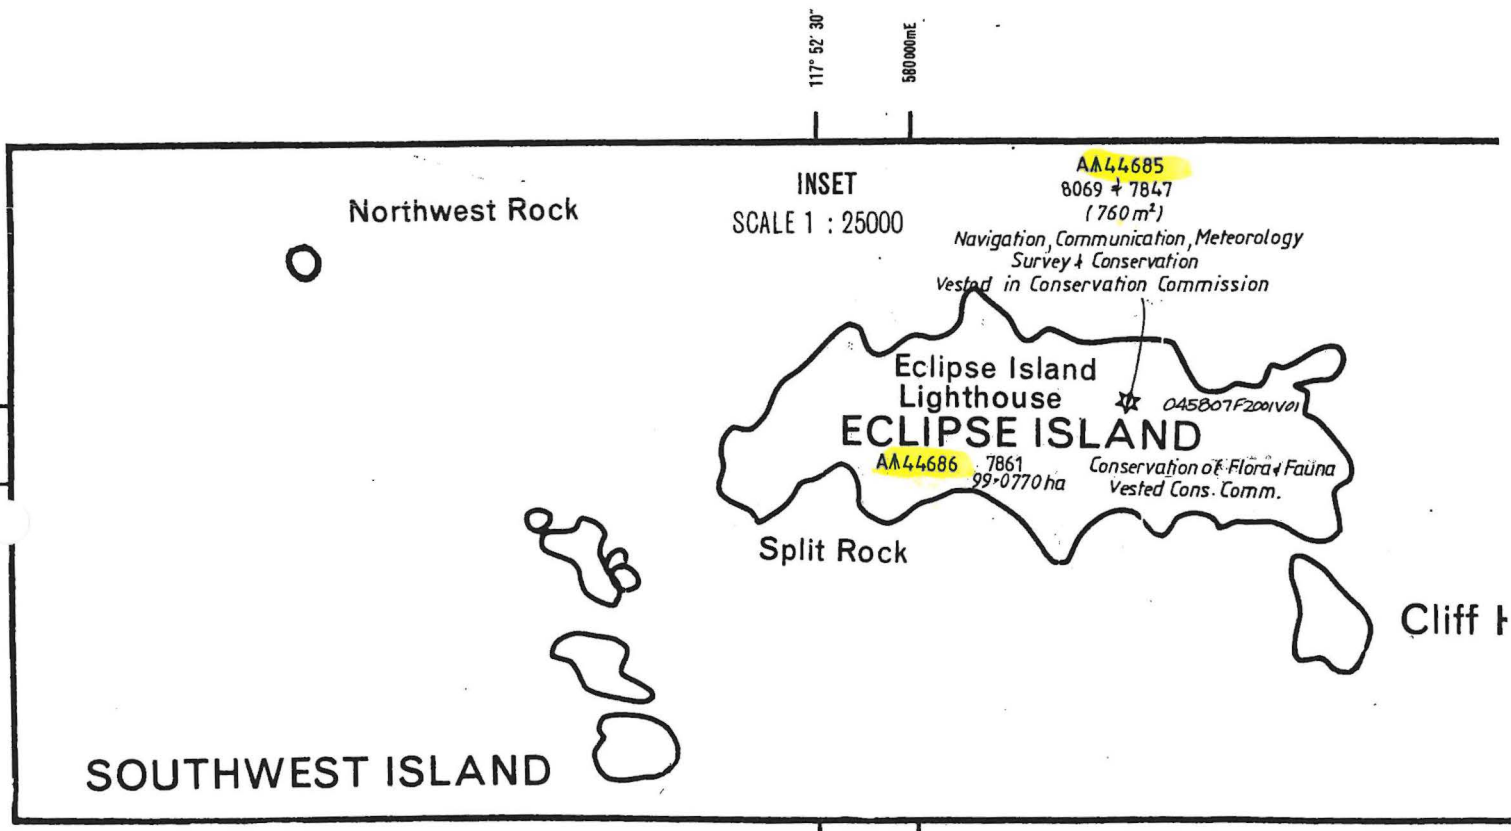 117° 52' 30"
580000mE
INSET
SCALE 1 : 25000
AA44685
8069 & 7847
(760 m²)
Navigation, Communication, Meteorology
Survey & Conservation
Vested in Conservation Commission
Northwest Rock
Eclipse Island
Lighthouse
045807F2001V01
ECLIPSE ISLAND
AA44686 7861
99.0770 ha
Conservation of Flora & Fauna
Vested Cons. Comm.
Split Rock
Cliff
SOUTHWEST ISLAND